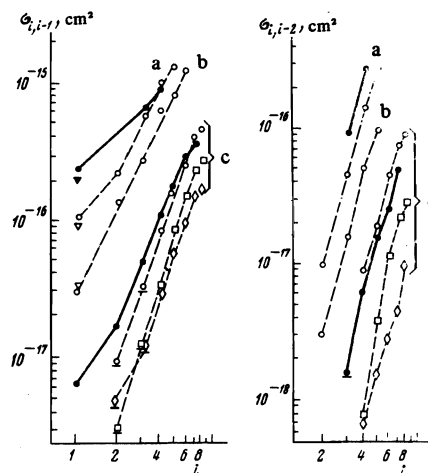 σi,i-1, cm²
σi,i-2, cm²
a
b
c
a
b
10⁻¹⁵
10⁻¹⁶
10⁻¹⁷
10⁻¹⁶
10⁻¹⁷
10⁻¹⁸
1 2 4 6 8 i
2 4 6 8 i